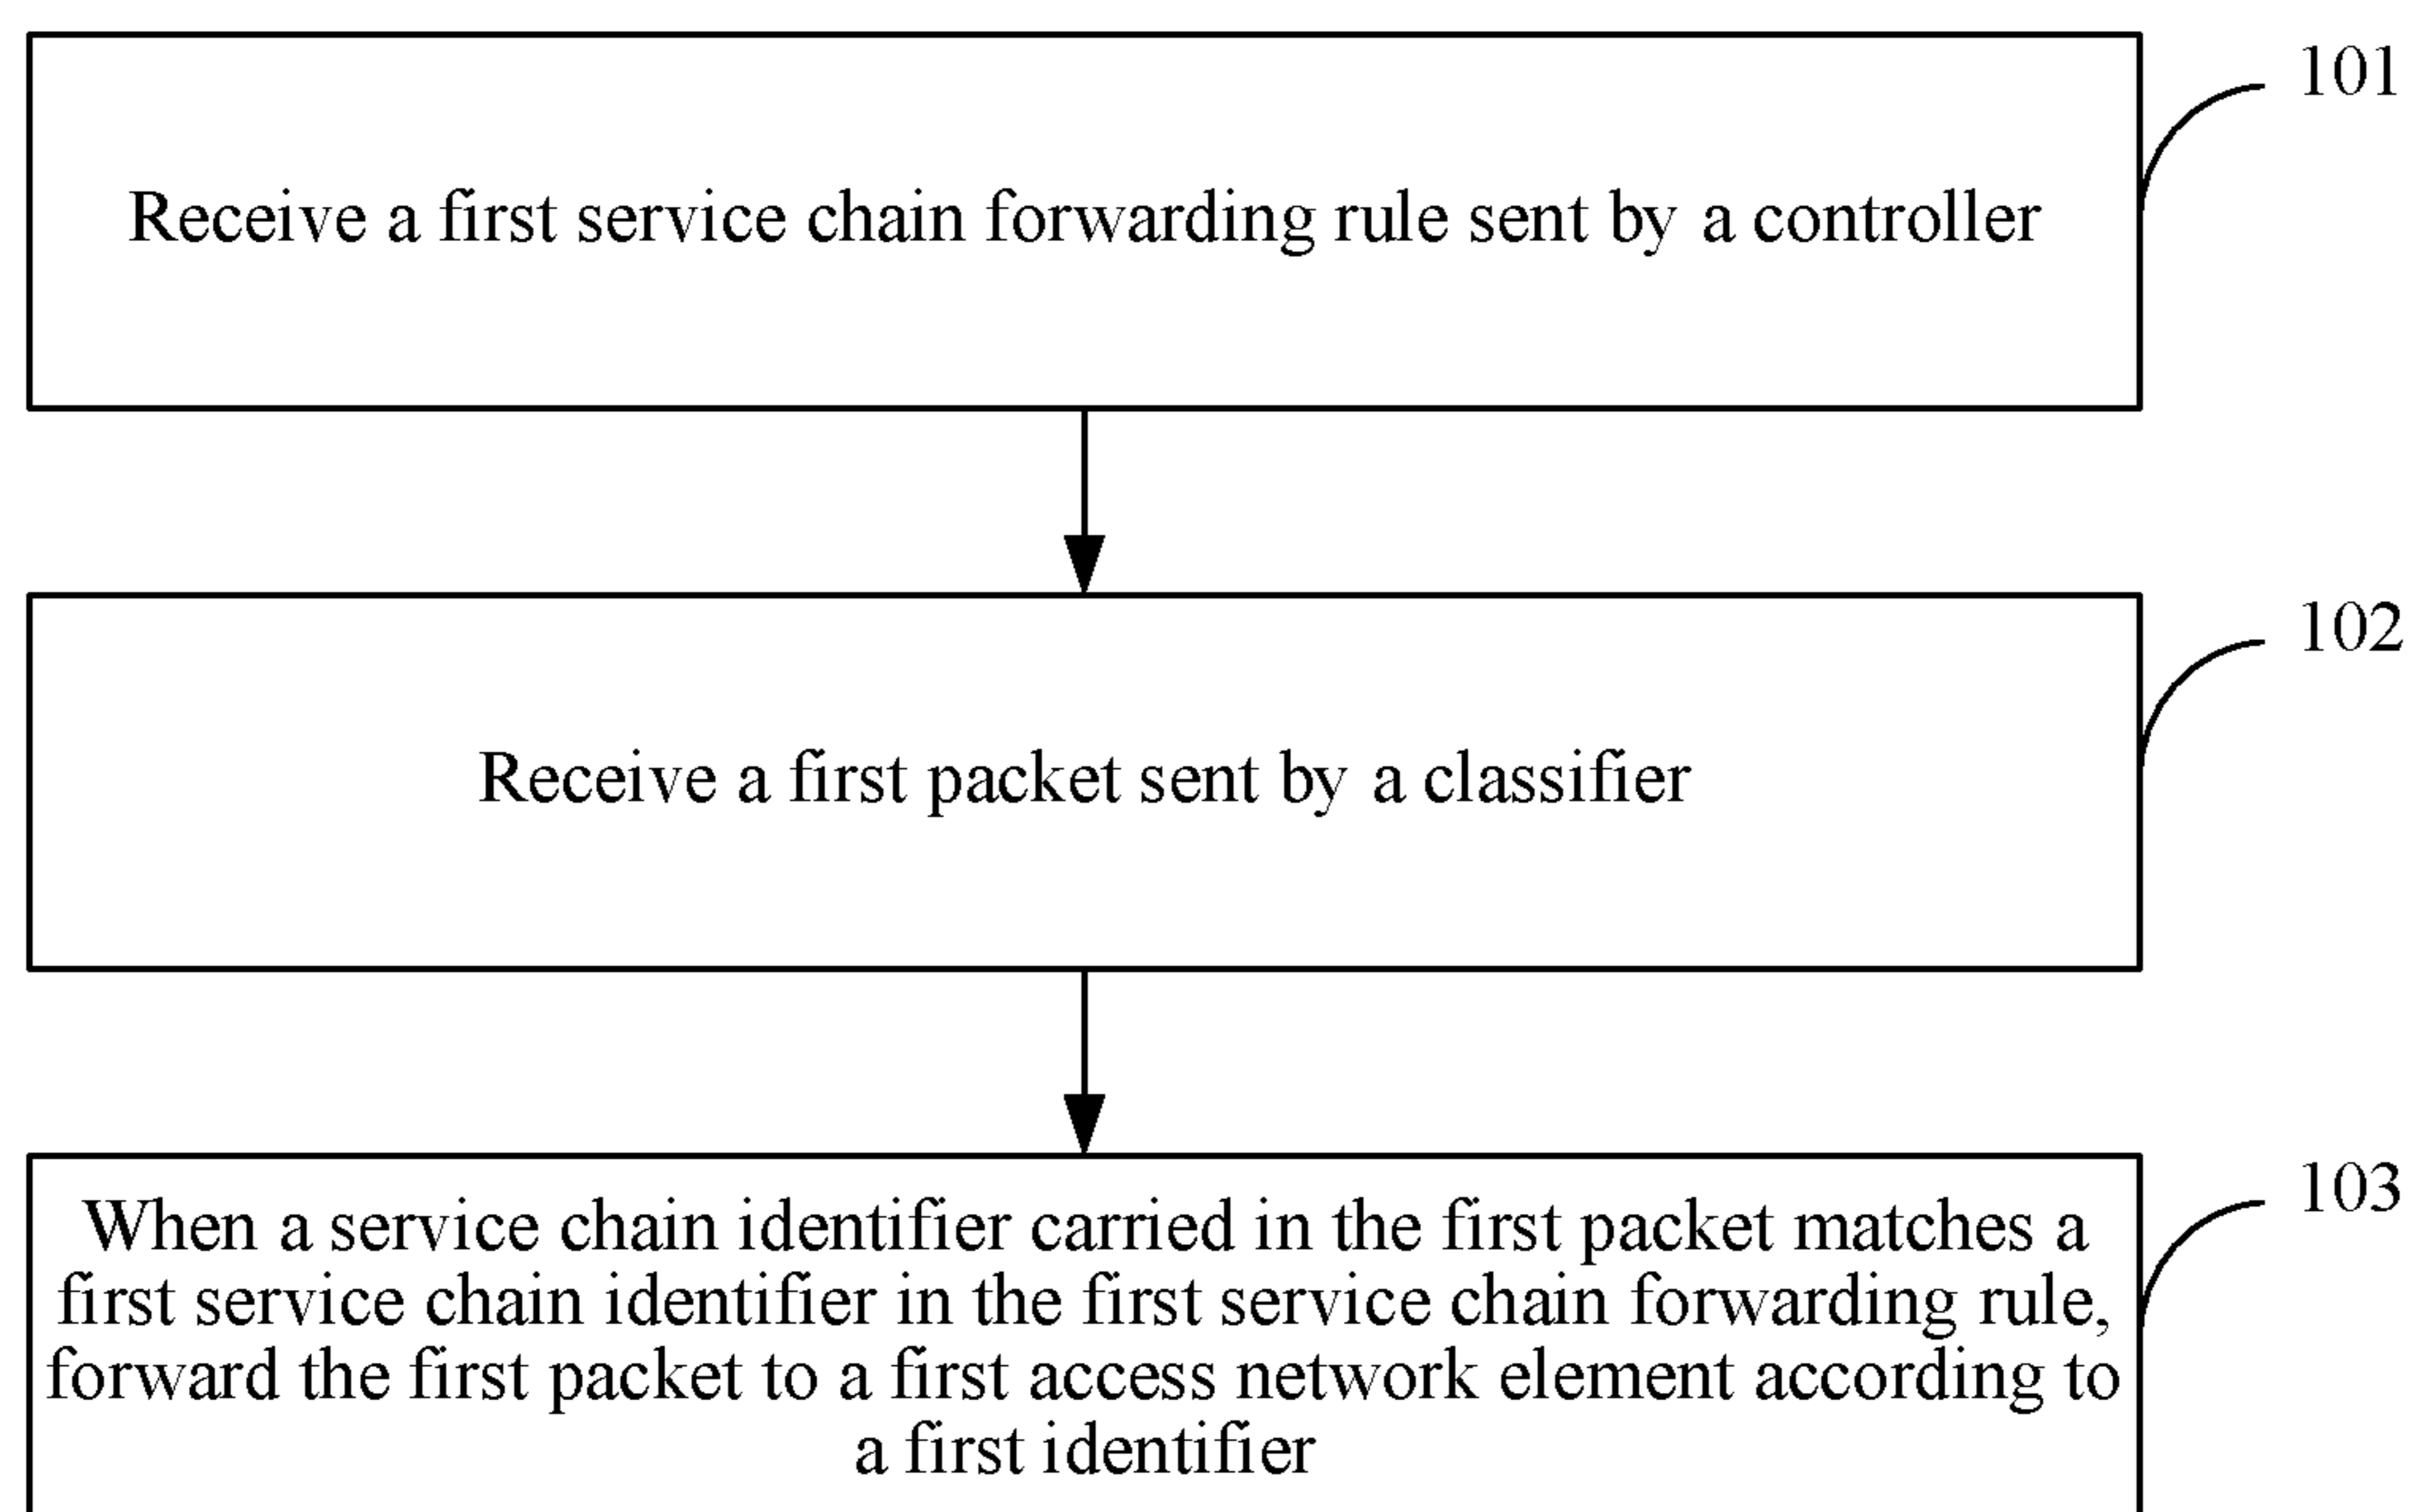 101
Receive a first service chain forwarding rule sent by a controller
102
Receive a first packet sent by a classifier
103
When a service chain identifier carried in the first packet matches a
first service chain identifier in the first service chain forwarding rule,
forward the first packet to a first access network element according to
a first identifier